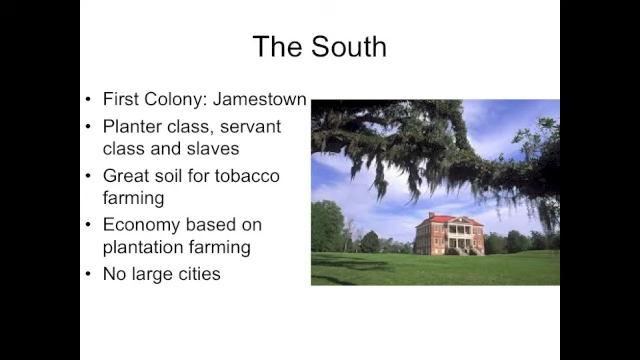 The South
• First Colony: Jamestown
• Planter class, servant
class and slaves
• Great soil for tobacco
farming
• Economy based on
plantation farming
• No large cities